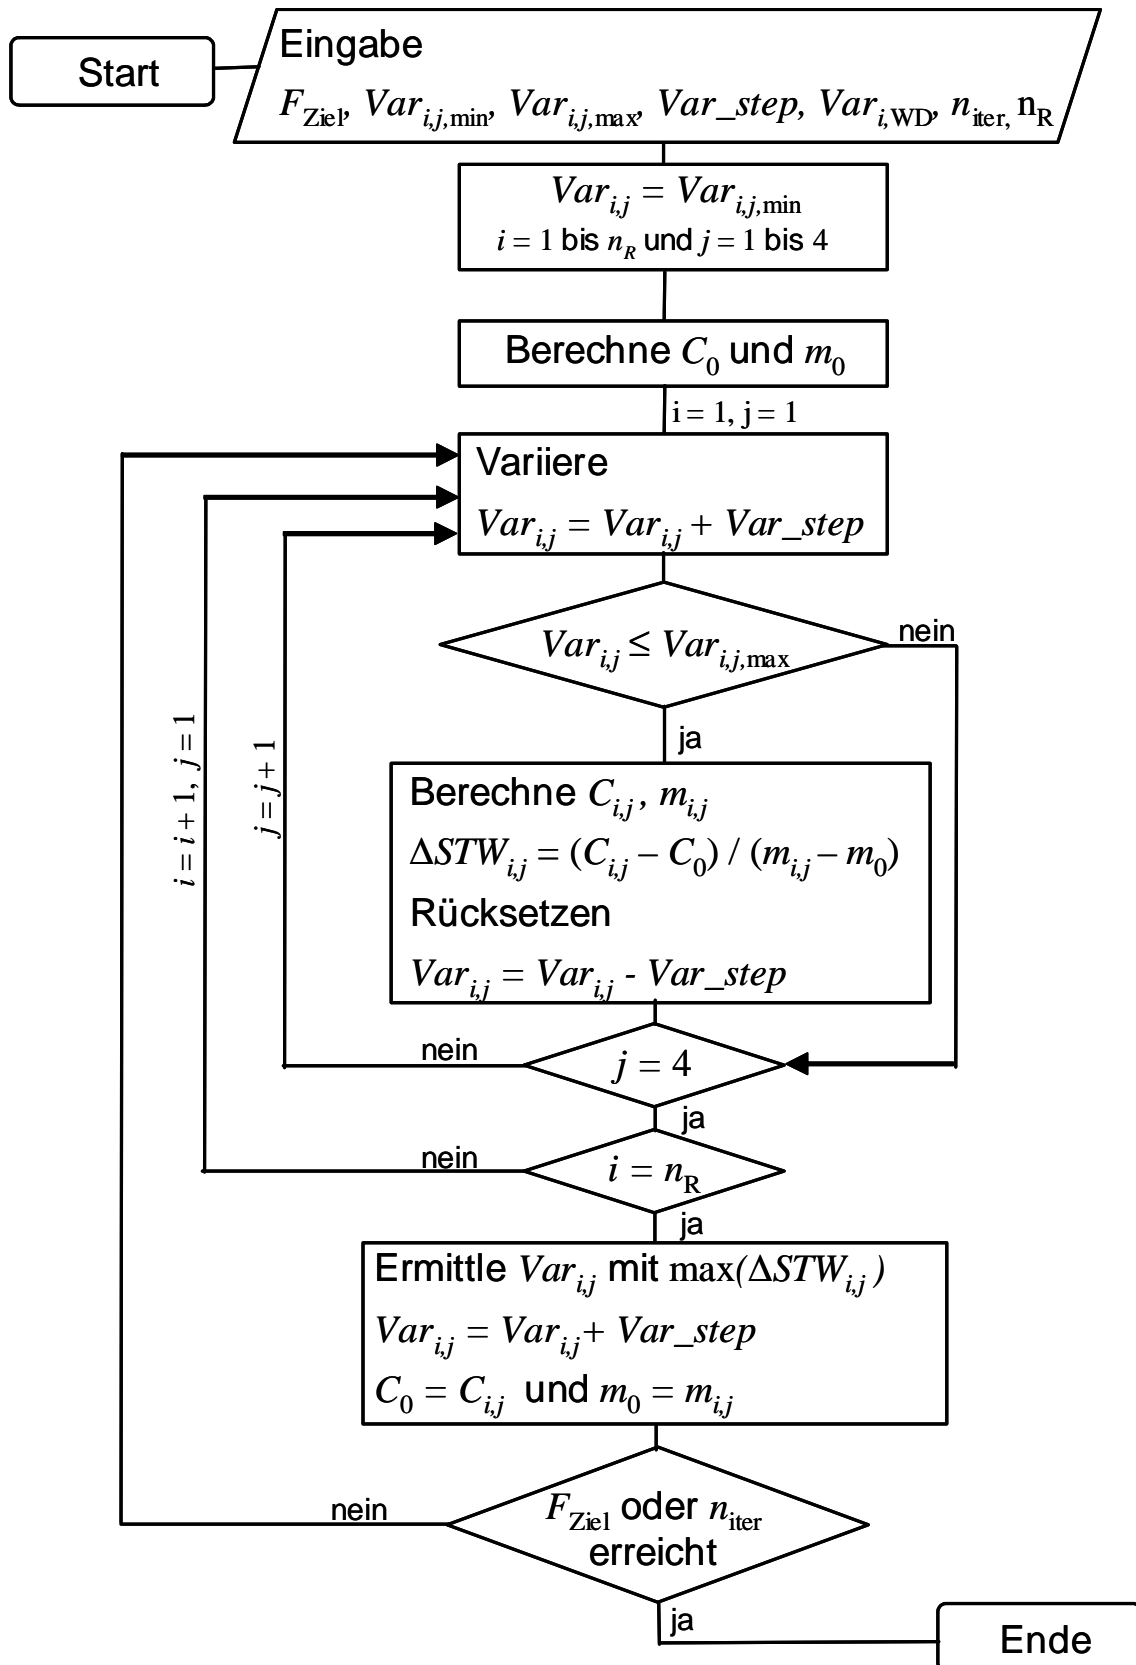 Start
Eingabe
F_Ziel, Var_i,j,min, Var_i,j,max, Var_step, Var_i,WD, n_iter, n_R
Var_i,j = Var_i,j,min
i = 1 bis n_R und j = 1 bis 4
Berechne C_0 und m_0
i = 1, j = 1
Variiere
Var_i,j = Var_i,j + Var_step
Var_i,j ≤ Var_i,j,max
nein
ja
i = i + 1, j = 1
j = j + 1
Berechne C_i,j, m_i,j
ΔSTW_i,j = (C_i,j – C_0) / (m_i,j – m_0)
Rücksetzen
Var_i,j = Var_i,j - Var_step
nein
j = 4
ja
nein
i = n_R
ja
Ermittle Var_i,j mit max(ΔSTW_i,j)
Var_i,j = Var_i,j + Var_step
C_0 = C_i,j und m_0 = m_i,j
nein
F_Ziel oder n_iter
erreicht
ja
Ende